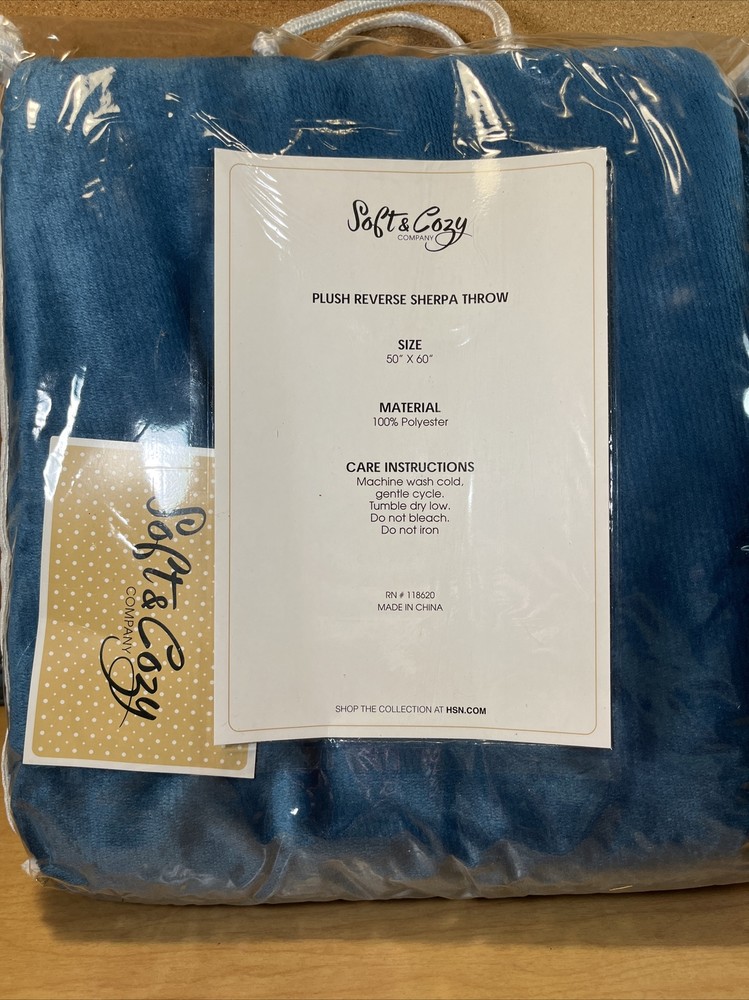 Soft & Cozy
COMPANY
PLUSH REVERSE SHERPA THROW
SIZE
50" X 60"
MATERIAL
100% Polyester
CARE INSTRUCTIONS
Machine wash cold,
gentle cycle.
Tumble dry low.
Do not bleach.
Do not iron
RN # 118620
MADE IN CHINA
SHOP THE COLLECTION AT HSN.COM
Soft & Cozy
COMPANY